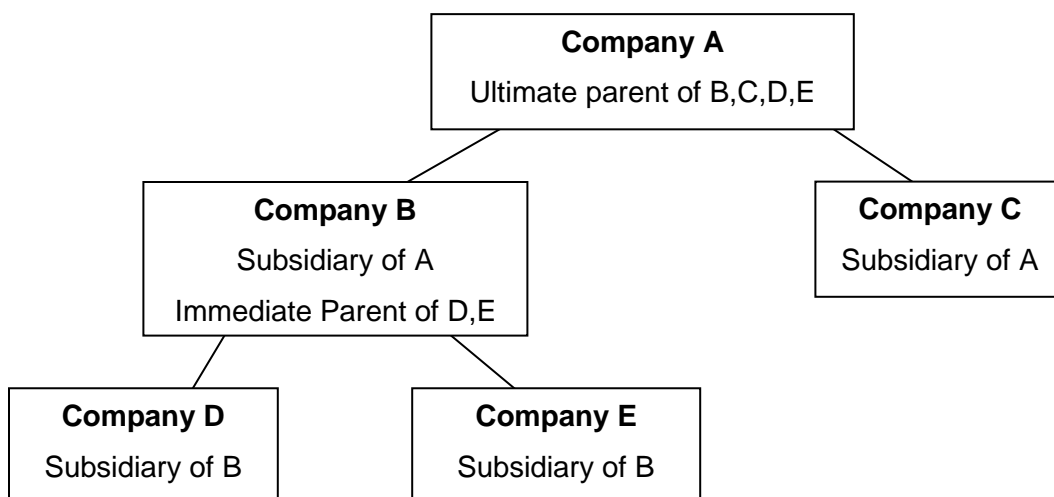 Company A
Ultimate parent of B,C,D,E
Company B
Subsidiary of A
Immediate Parent of D,E
Company C
Subsidiary of A
Company D
Subsidiary of B
Company E
Subsidiary of B